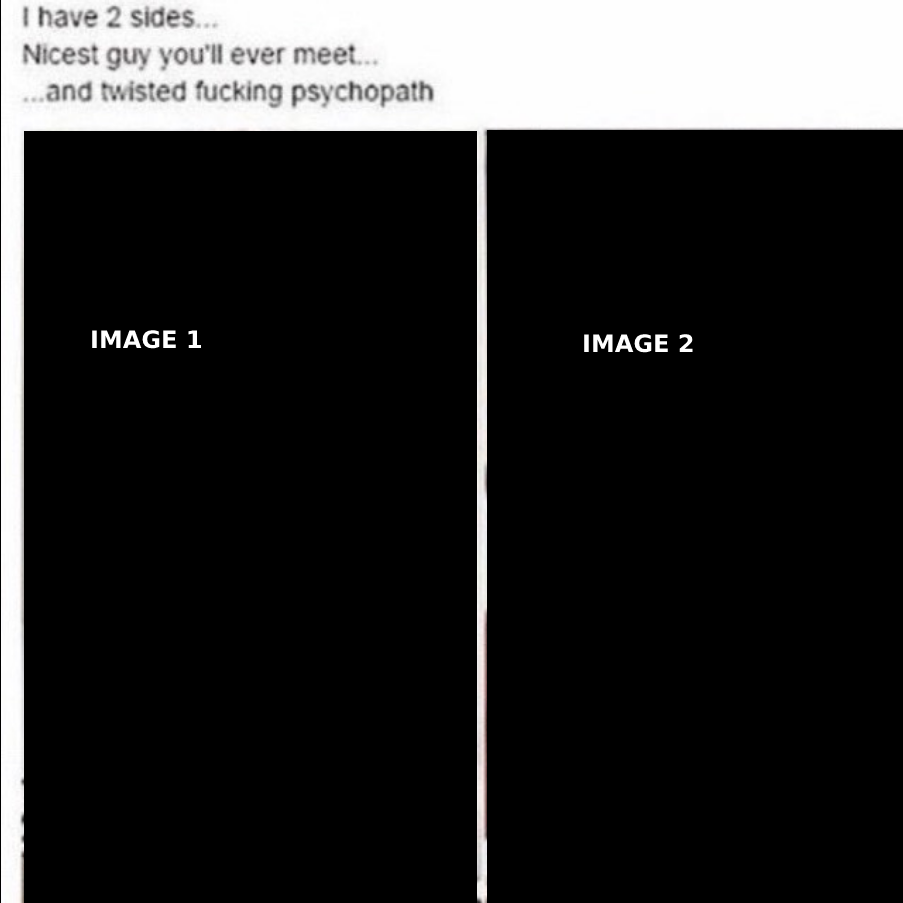 I have 2 sides...
Nicest guy you'll ever meet...
...and twisted fucking psychopath
IMAGE 1
IMAGE 2